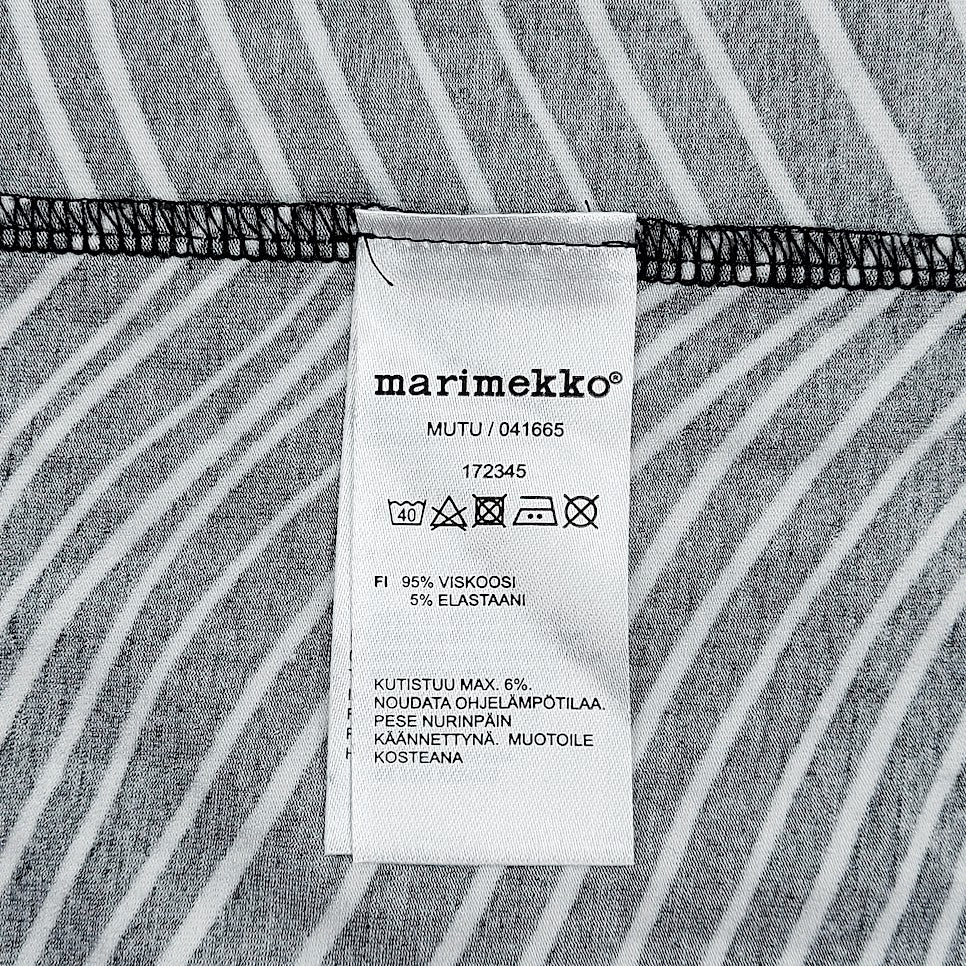 marimekko®
MUTU / 041665
172345
40
FI 95% VISKOOSI
5% ELASTAANI
KUTISTUU MAX. 6%.
NOUDATA OHJELÄMPÖTILAA.
PESE NURINPÄIN
KÄÄNNETTYNÄ. MUOTOILE
KOSTEANA